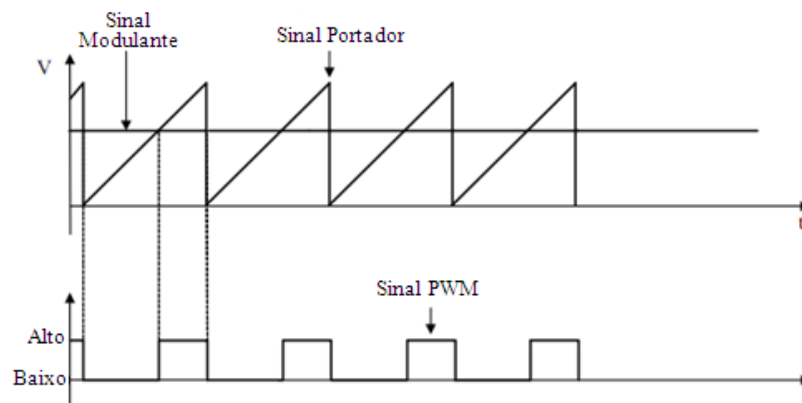 Sinal
Modulante
Sinal Portador
V
t
Sinal PWM
Alto
Baixo